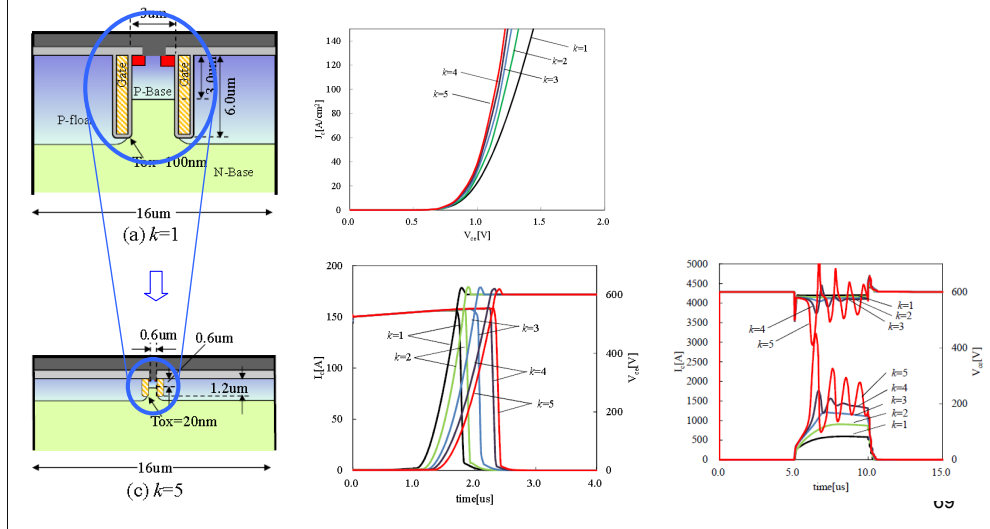 3um
Gate
Gate
3.0um
6.0um
P-Base
P-float
Tox=100nm
N-Base
16um
(a) k=1
0.6um
0.6um
1.2um
Tox=20nm
16um
(c) k=5
140
120
100
80
60
40
20
0
0.0
0.5
1.0
1.5
2.0
Jc[A/cm²]
Vce[V]
k=1
k=2
k=3
k=4
k=5
200
150
100
50
0
0.0
1.0
2.0
3.0
4.0
600
400
200
0
Vce[V]
time[us]
k=1
k=2
k=3
k=4
k=5
5000
4500
4000
3500
3000
2500
2000
1500
1000
500
0
0.0
5.0
10.0
15.0
600
400
200
0
Ic[A]
Vce[V]
time[us]
k=1
k=2
k=3
k=4
k=5
k=5
k=4
k=3
k=2
k=1
69